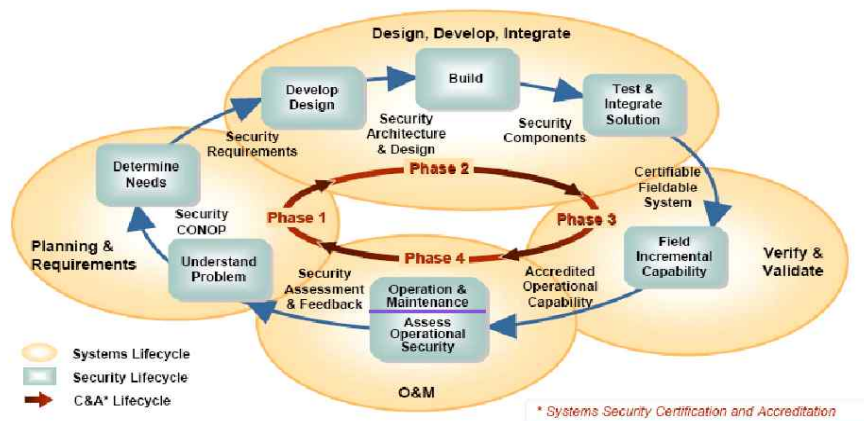 Design, Develop, Integrate
Develop
Design
Build
Test &
Integrate
Solution
Security
Requirements
Security
Architecture
& Design
Security
Components
Determine
Needs
Phase 2
Certifiable
Fieldable
System
Security
CONOP
Phase 1
Phase 3
Planning &
Requirements
Understand
Problem
Phase 4
Field
Incremental
Capability
Verify &
Validate
Security
Assessment
& Feedback
Operation &
Maintenance
Assess
Operational
Security
Accredited
Operational
Capability
O&M
Systems Lifecycle
Security Lifecycle
C&A* Lifecycle
* Systems Security Certification and Accreditation